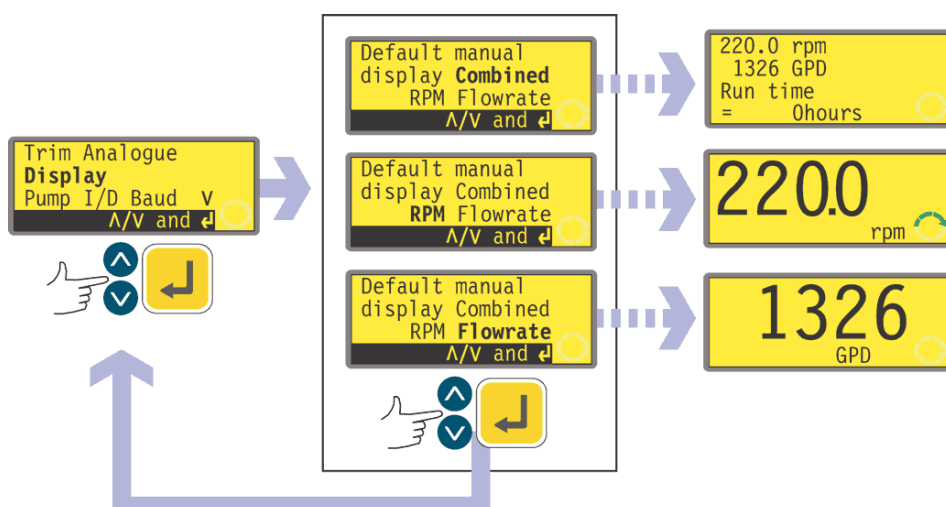 Trim Analogue
Display
Pump I/D Baud V
Λ/V and ↵
Default manual
display Combined
RPM Flowrate
Λ/V and ↵
Default manual
display Combined
RPM Flowrate
Λ/V and ↵
Default manual
display Combined
RPM Flowrate
Λ/V and ↵
220.0 rpm
1326 GPD
Run time
= 0hours
220.0
rpm
1326
GPD